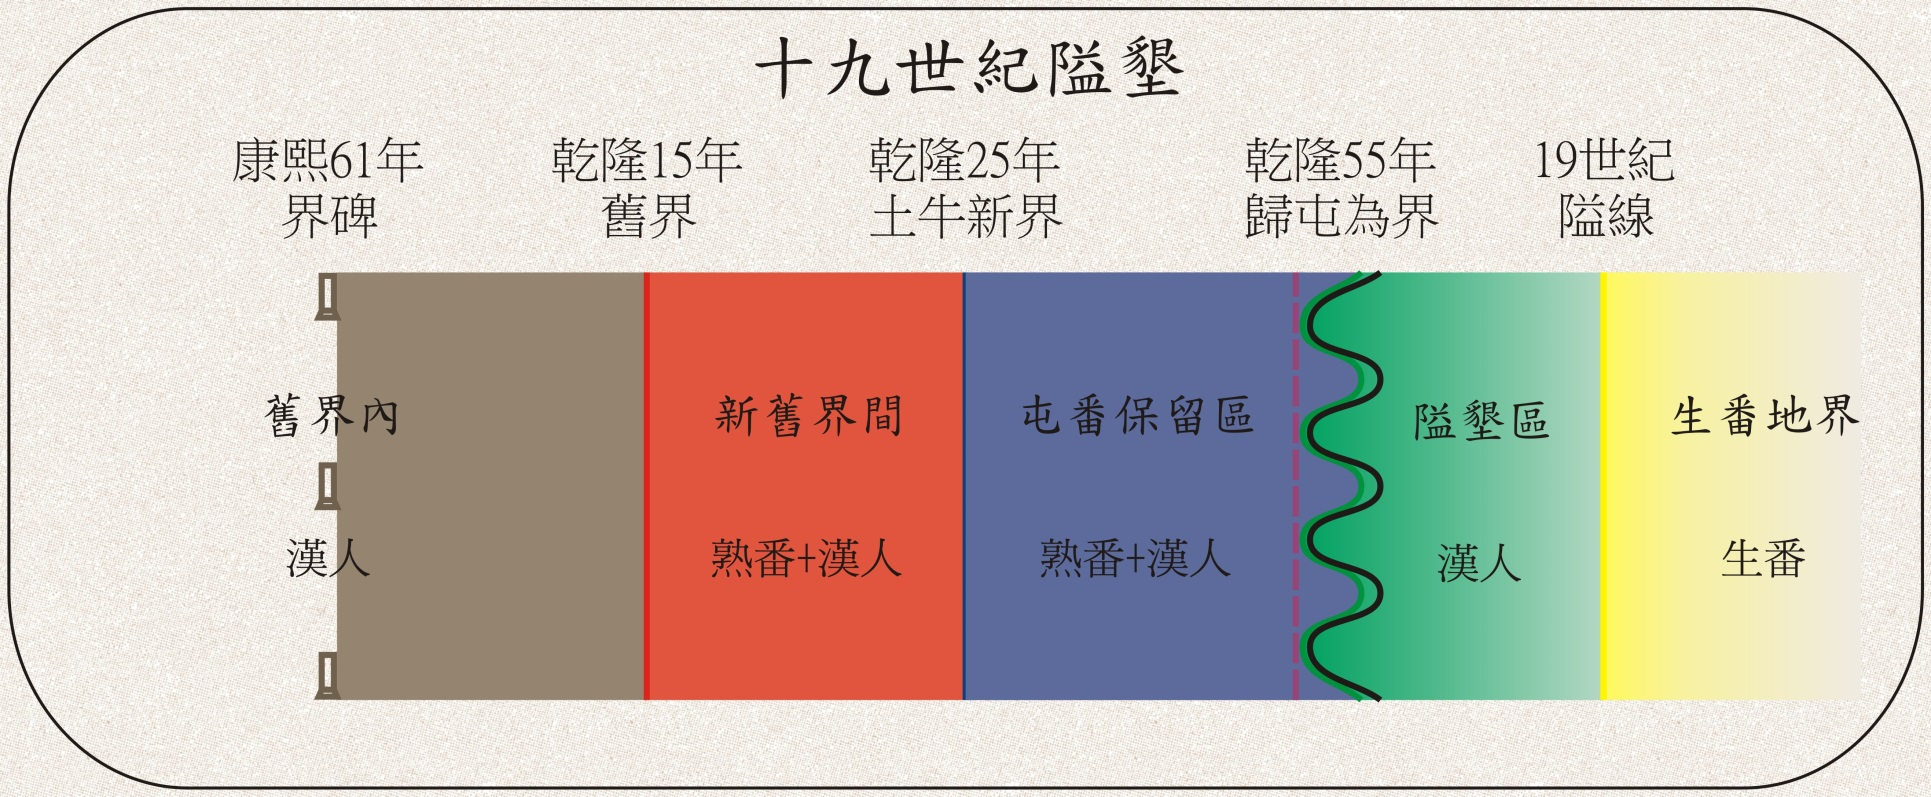 十九世紀隘墾
康熙61年
界碑
乾隆15年
舊界
乾隆25年
土牛新界
乾隆55年
歸屯為界
19世紀
隘線
舊界內
新舊界間
屯番保留區
隘墾區
生番地界
漢人
熟番+漢人
熟番+漢人
漢人
生番